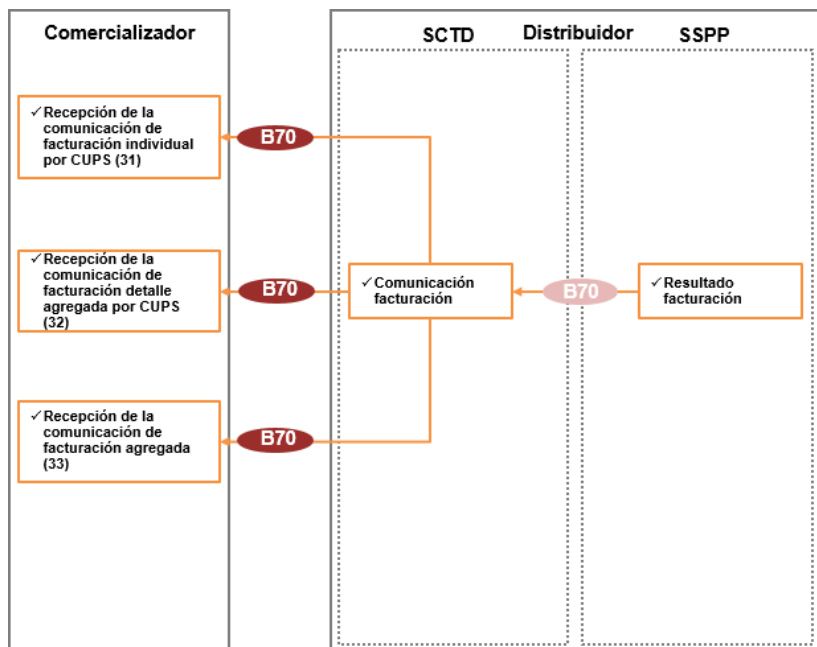 Comercializador
SCTD
Distribuidor
SSPP
✓ Recepción de la
comunicación de
facturación individual
por CUPS (31)
B70
✓ Recepción de la
comunicación de
facturación detalle
agregada por CUPS
(32)
B70
✓ Comunicación
facturación
B70
✓ Resultado
facturación
✓ Recepción de la
comunicación de
facturación agregada
(33)
B70